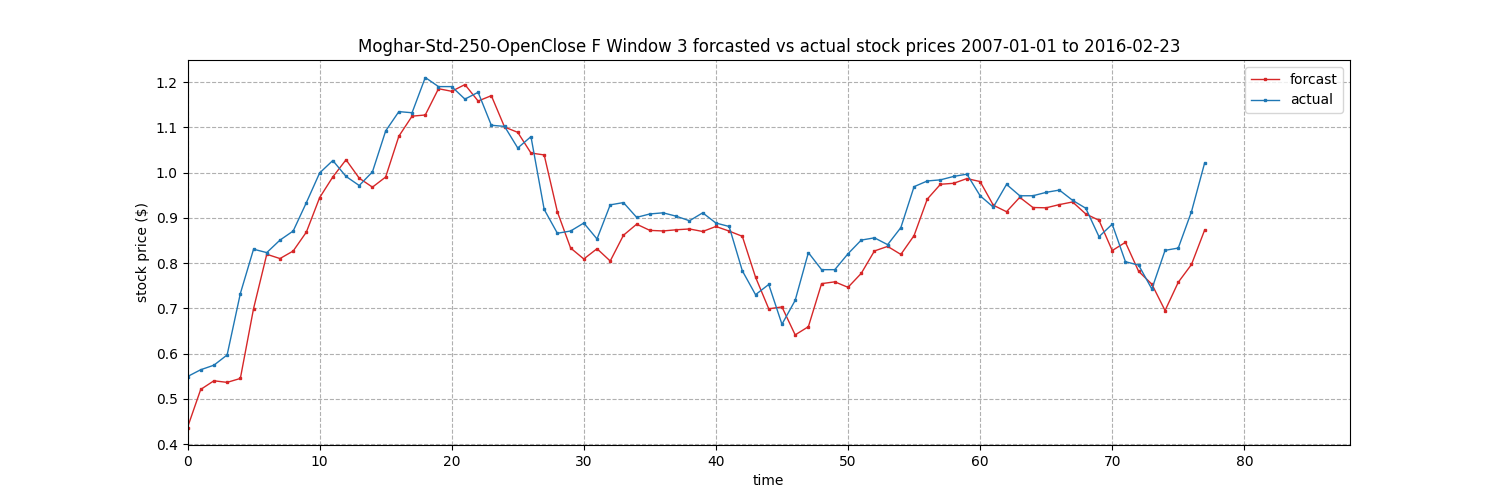 Moghar-Std-250-OpenClose F Window 3 forcasted vs actual stock prices 2007-01-01 to 2016-02-23
forcast
actual
stock price ($)
1.2
1.1
1.0
0.9
0.8
0.7
0.6
0.5
0.4
0 10 20 30 40 50 60 70 80
time